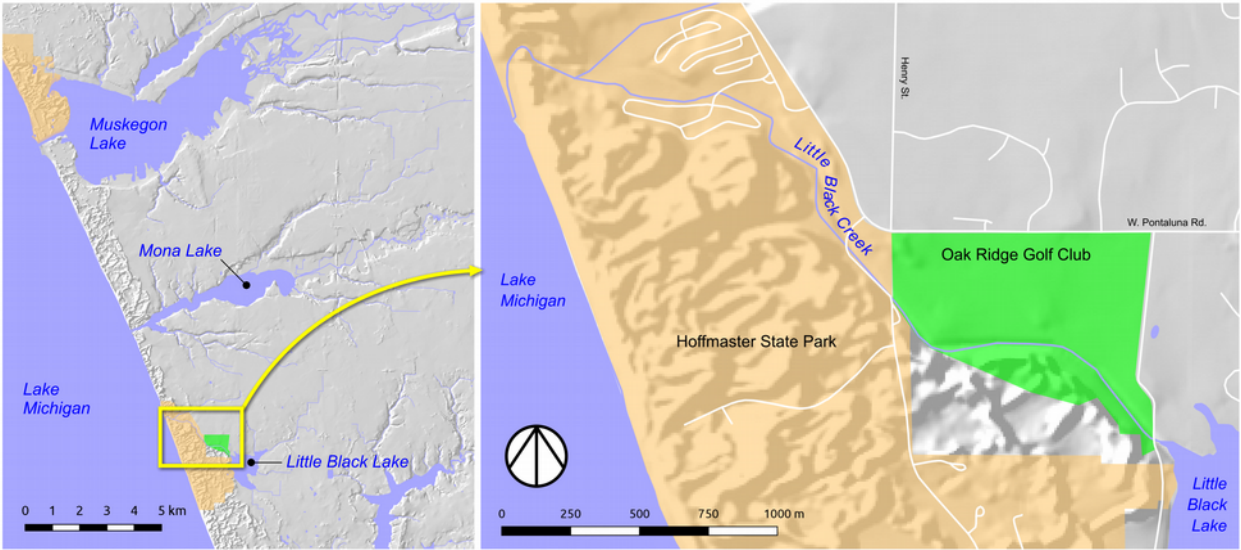 Muskegon
Lake
Mona Lake
Lake
Michigan
Little Black Lake
0 1 2 3 4 5 km
Henry St.
Little Black Creek
W. Pontaluna Rd.
Oak Ridge Golf Club
Lake
Michigan
Hoffmaster State Park
Little
Black
Lake
0 250 500 750 1000 m